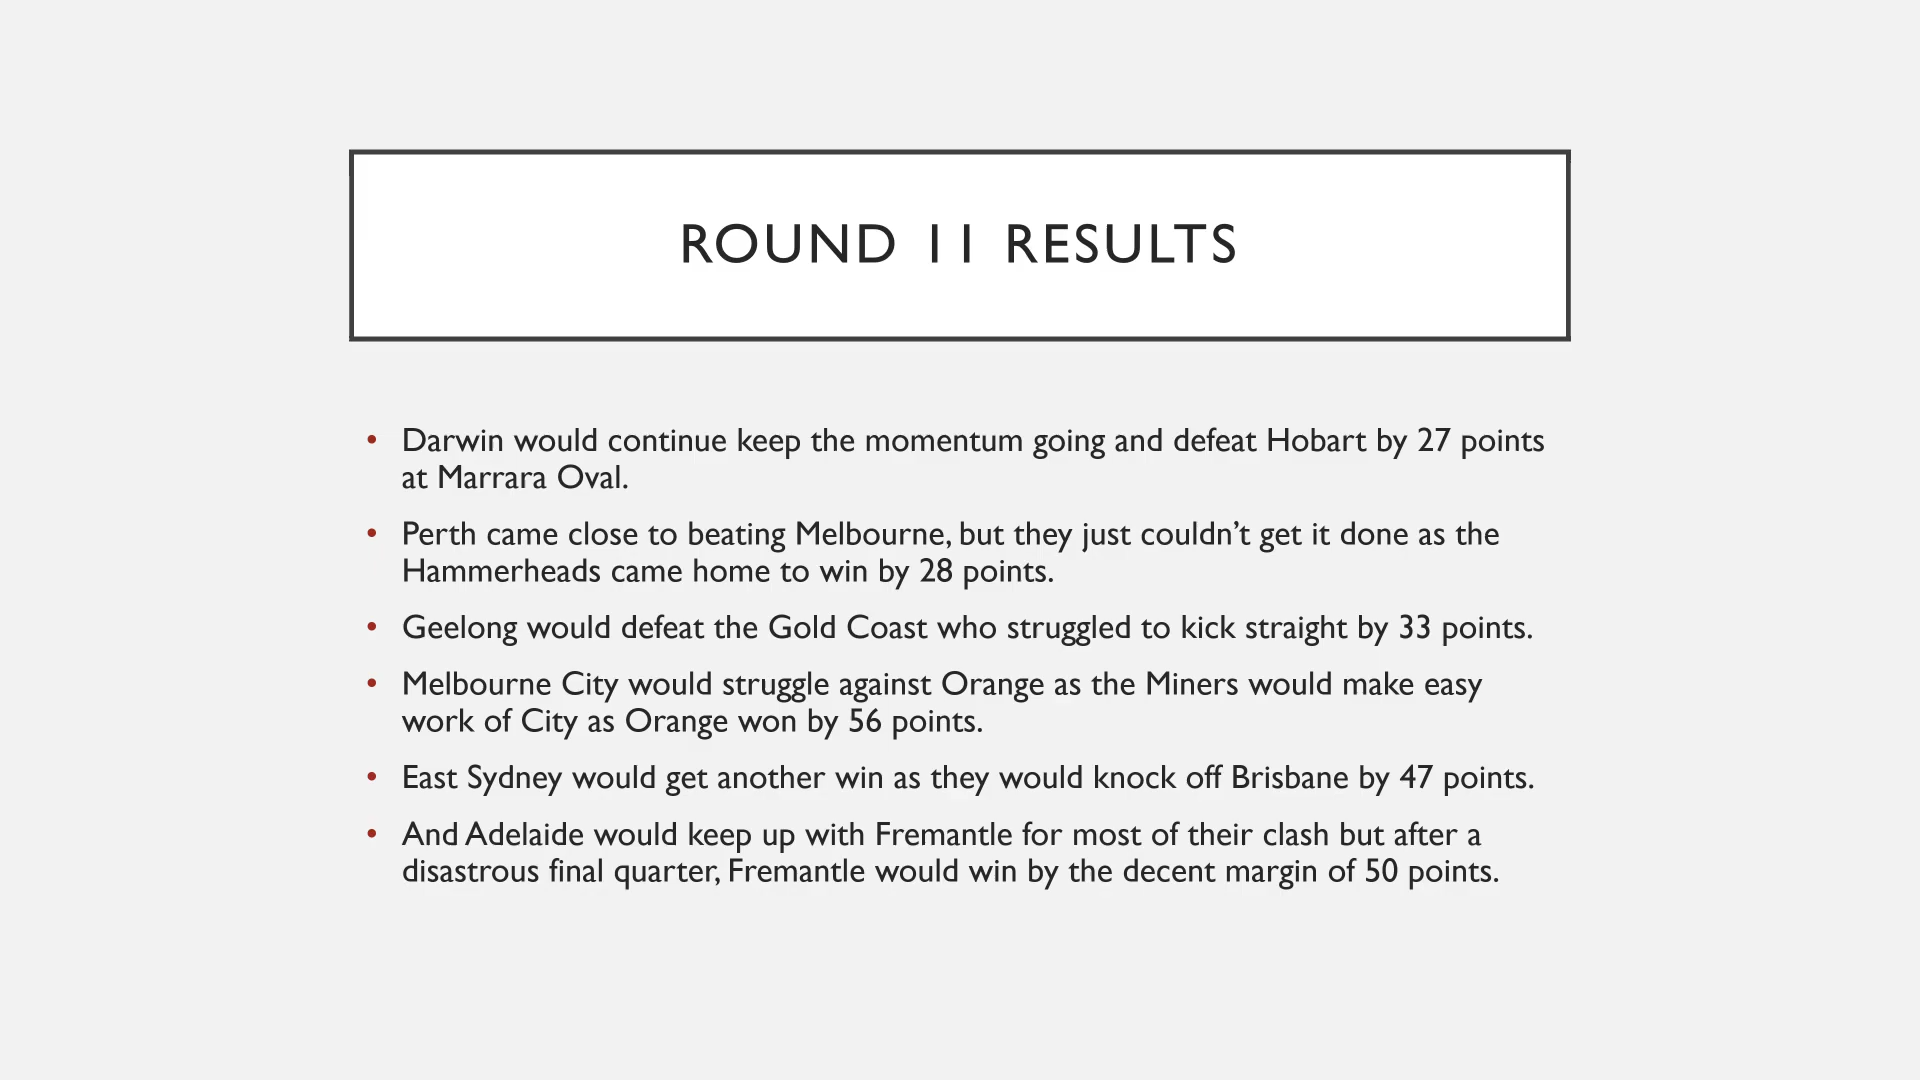 ROUND 11 RESULTS
• Darwin would continue keep the momentum going and defeat Hobart by 27 points
at Marrara Oval.
• Perth came close to beating Melbourne, but they just couldn’t get it done as the
Hammerheads came home to win by 28 points.
• Geelong would defeat the Gold Coast who struggled to kick straight by 33 points.
• Melbourne City would struggle against Orange as the Miners would make easy
work of City as Orange won by 56 points.
• East Sydney would get another win as they would knock off Brisbane by 47 points.
• And Adelaide would keep up with Fremantle for most of their clash but after a
disastrous final quarter, Fremantle would win by the decent margin of 50 points.